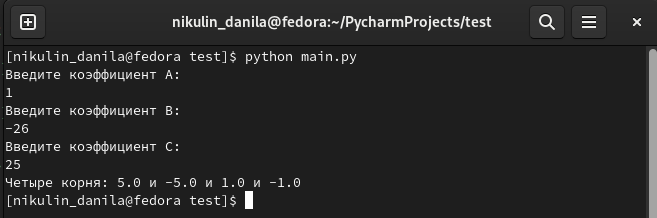 nikulin_danila@fedora:~/PycharmProjects/test
[nikulin_danila@fedora test]$ python main.py
Введите коэффициент A:
1
Введите коэффициент B:
-26
Введите коэффициент C:
25
Четыре корня: 5.0 и -5.0 и 1.0 и -1.0
[nikulin_danila@fedora test]$